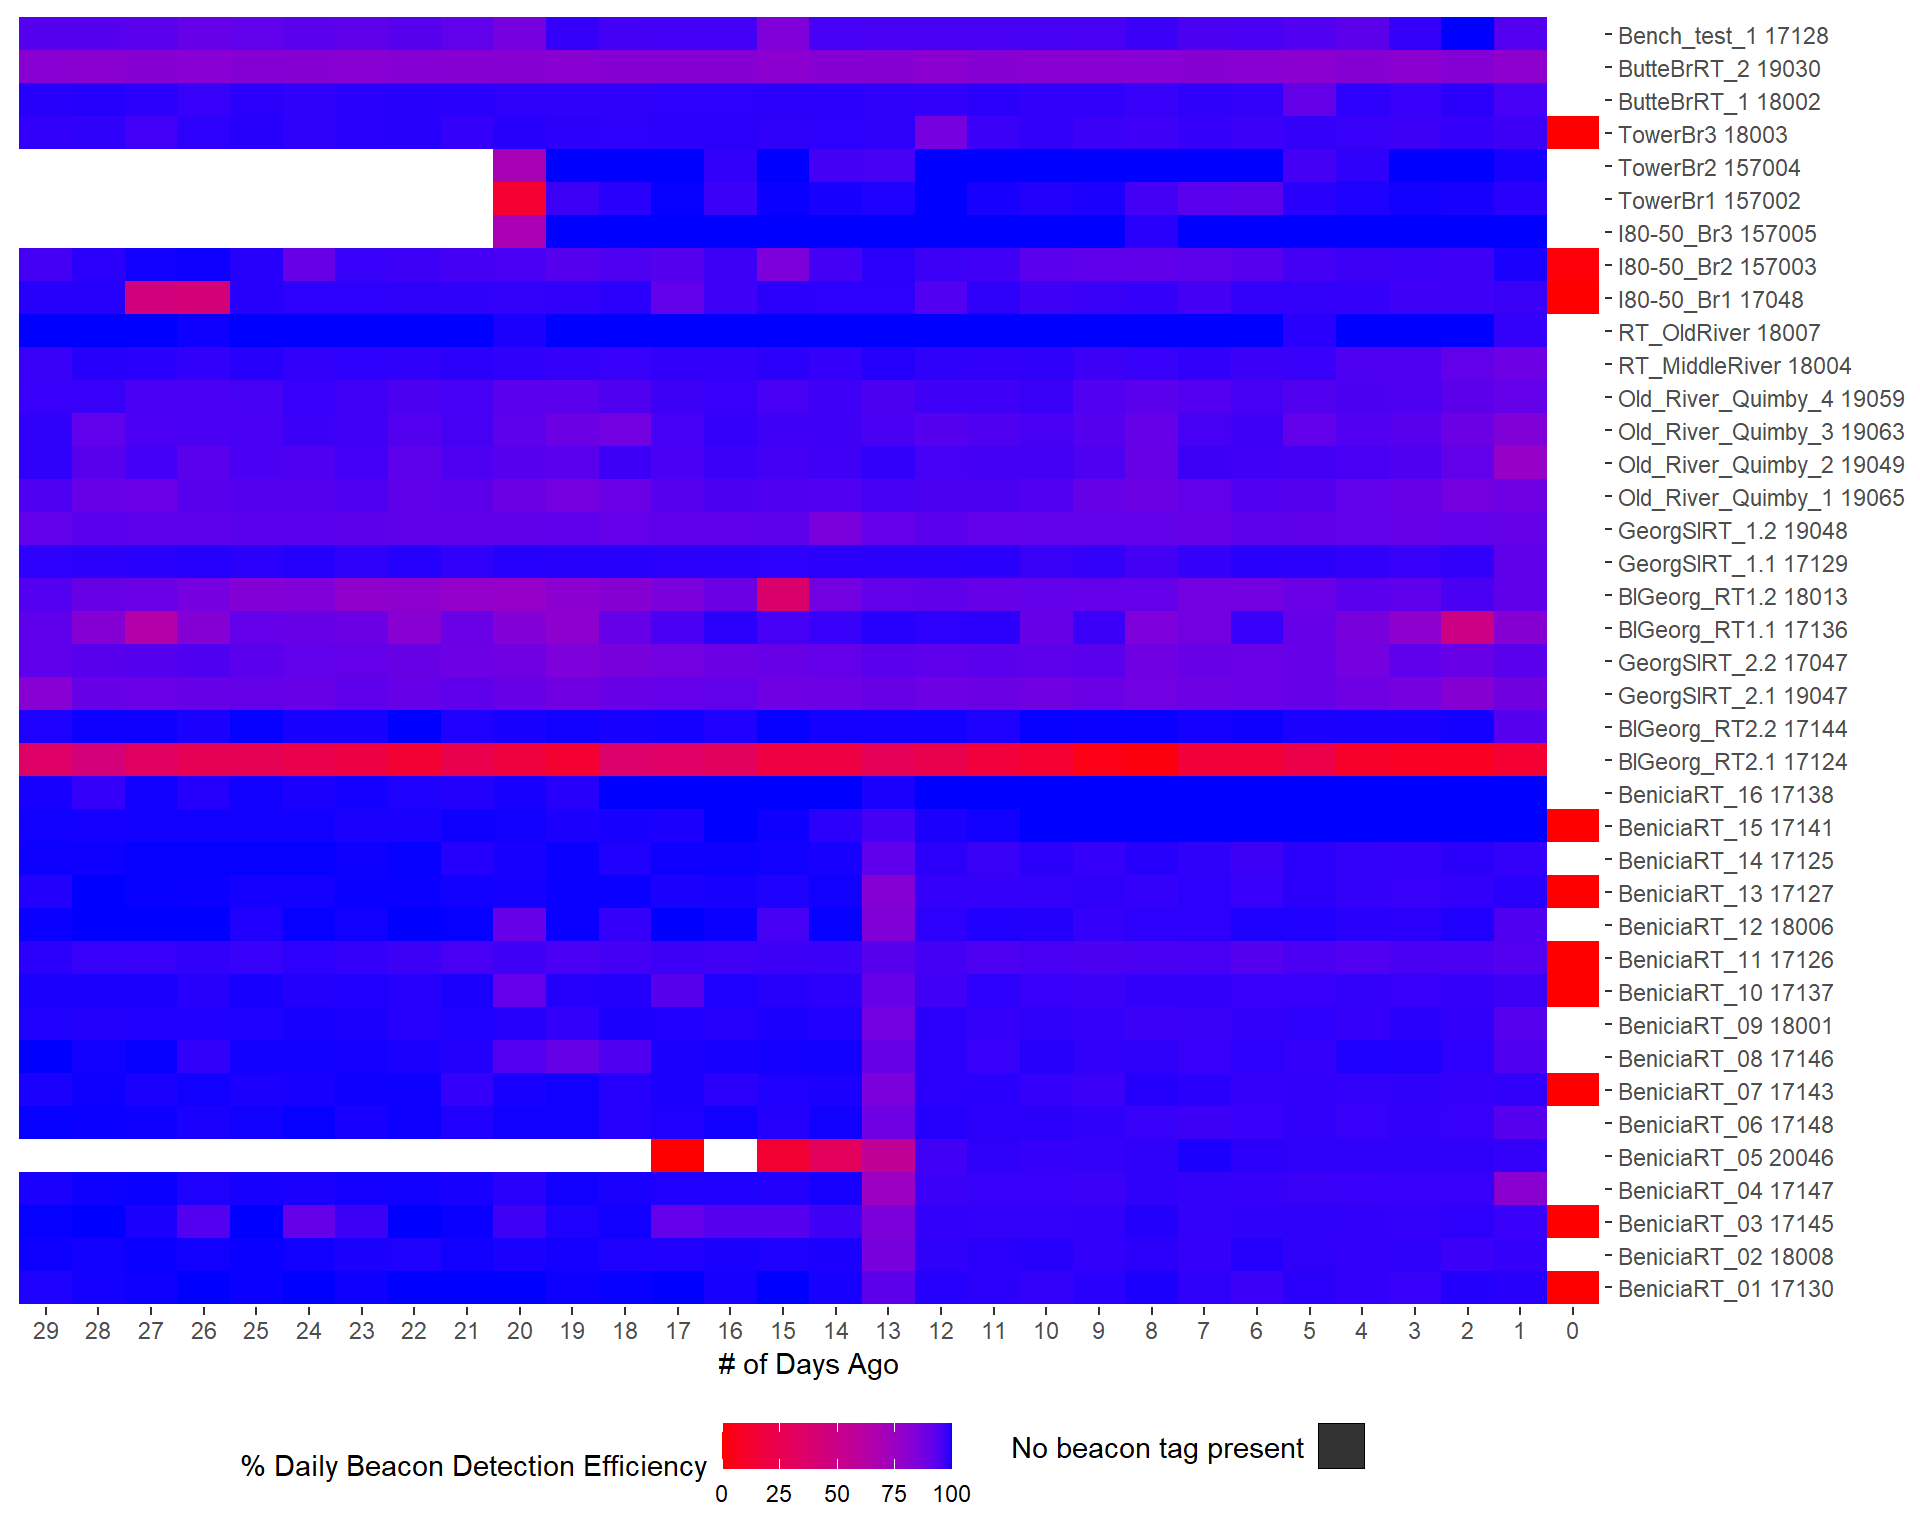 Bench_test_1 17128
ButteBrRT_2 19030
ButteBrRT_1 18002
TowerBr3 18003
TowerBr2 157004
TowerBr1 157002
I80-50_Br3 157005
I80-50_Br2 157003
I80-50_Br1 17048
RT_OldRiver 18007
RT_MiddleRiver 18004
Old_River_Quimby_4 19059
Old_River_Quimby_3 19063
Old_River_Quimby_2 19049
Old_River_Quimby_1 19065
GeorgSlRT_1.2 19048
GeorgSlRT_1.1 17129
BlGeorg_RT1.2 18013
BlGeorg_RT1.1 17136
GeorgSlRT_2.2 17047
GeorgSlRT_2.1 19047
BlGeorg_RT2.2 17144
BlGeorg_RT2.1 17124
BeniciaRT_16 17138
BeniciaRT_15 17141
BeniciaRT_14 17125
BeniciaRT_13 17127
BeniciaRT_12 18006
BeniciaRT_11 17126
BeniciaRT_10 17137
BeniciaRT_09 18001
BeniciaRT_08 17146
BeniciaRT_07 17143
BeniciaRT_06 17148
BeniciaRT_05 20046
BeniciaRT_04 17147
BeniciaRT_03 17145
BeniciaRT_02 18008
BeniciaRT_01 17130
29 28 27 26 25 24 23 22 21 20 19 18 17 16 15 14 13 12 11 10 9 8 7 6 5 4 3 2 1 0
# of Days Ago
% Daily Beacon Detection Efficiency
0 25 50 75 100
No beacon tag present